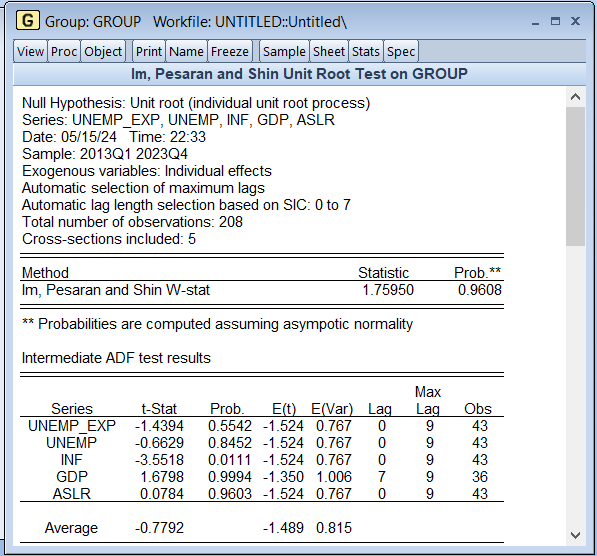 G Group: GROUP Workfile: UNTITLED::Untitled\
View Proc Object Print Name Freeze Sample Sheet Stats Spec
Im, Pesaran and Shin Unit Root Test on GROUP
Null Hypothesis: Unit root (individual unit root process)
Series: UNEMP_EXP, UNEMP, INF, GDP, ASLR
Date: 05/15/24 Time: 22:33
Sample: 2013Q1 2023Q4
Exogenous variables: Individual effects
Automatic selection of maximum lags
Automatic lag length selection based on SIC: 0 to 7
Total number of observations: 208
Cross-sections included: 5
Method Statistic Prob.**
Im, Pesaran and Shin W-stat 1.75950 0.9608
** Probabilities are computed assuming asympotic normality
Intermediate ADF test results
Max
Series t-Stat Prob. E(t) E(Var) Lag Lag Obs
UNEMP_EXP -1.4394 0.5542 -1.524 0.767 0 9 43
UNEMP -0.6629 0.8452 -1.524 0.767 0 9 43
INF -3.5518 0.0111 -1.524 0.767 0 9 43
GDP 1.6798 0.9994 -1.350 1.006 7 9 36
ASLR 0.0784 0.9603 -1.524 0.767 0 9 43
Average -0.7792 -1.489 0.815